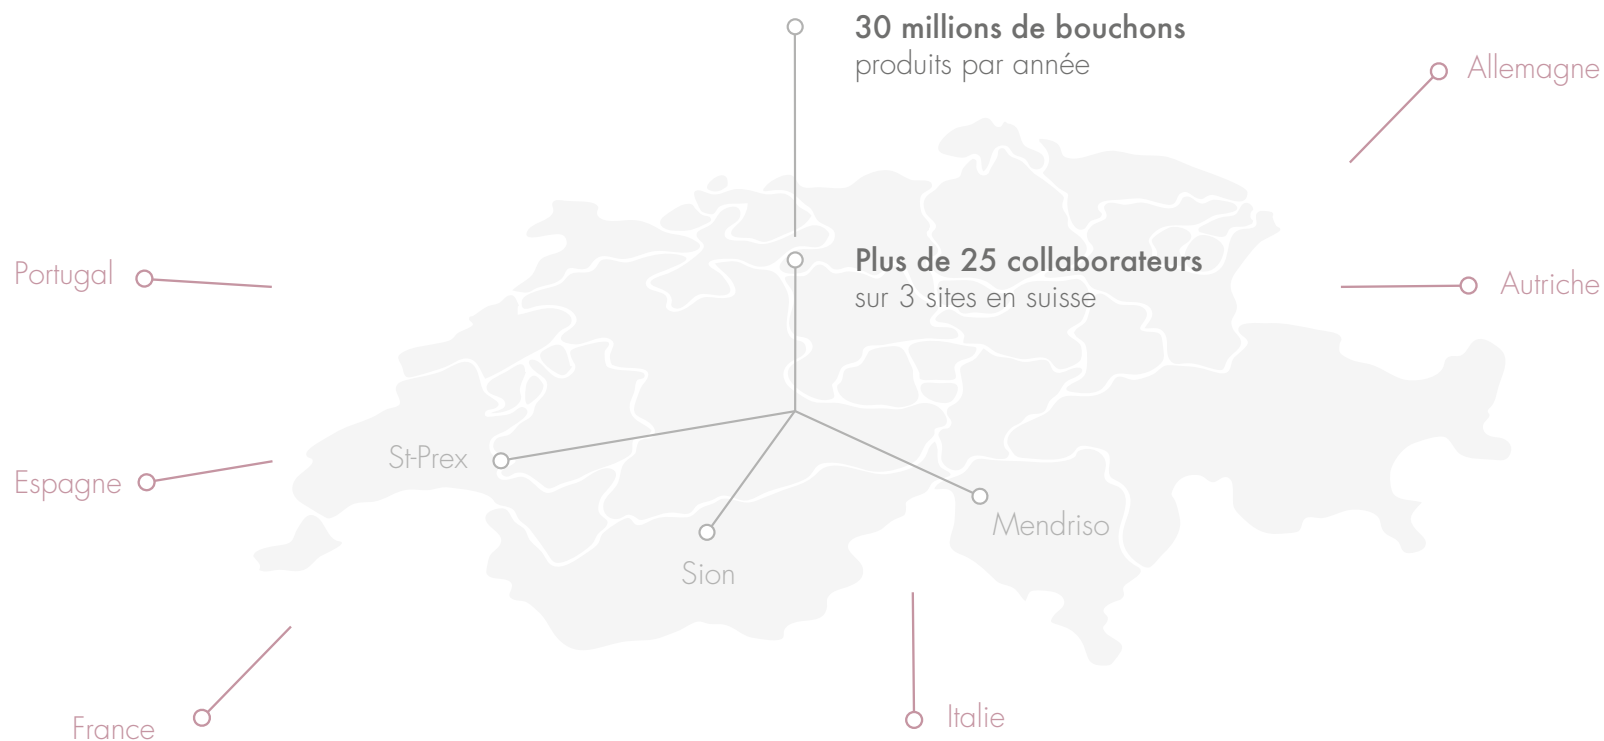 30 millions de bouchons
produits par année
Allemagne
Plus de 25 collaborateurs
sur 3 sites en suisse
Portugal
Autriche
St-Prex
Espagne
Mendriso
Sion
France
Italie